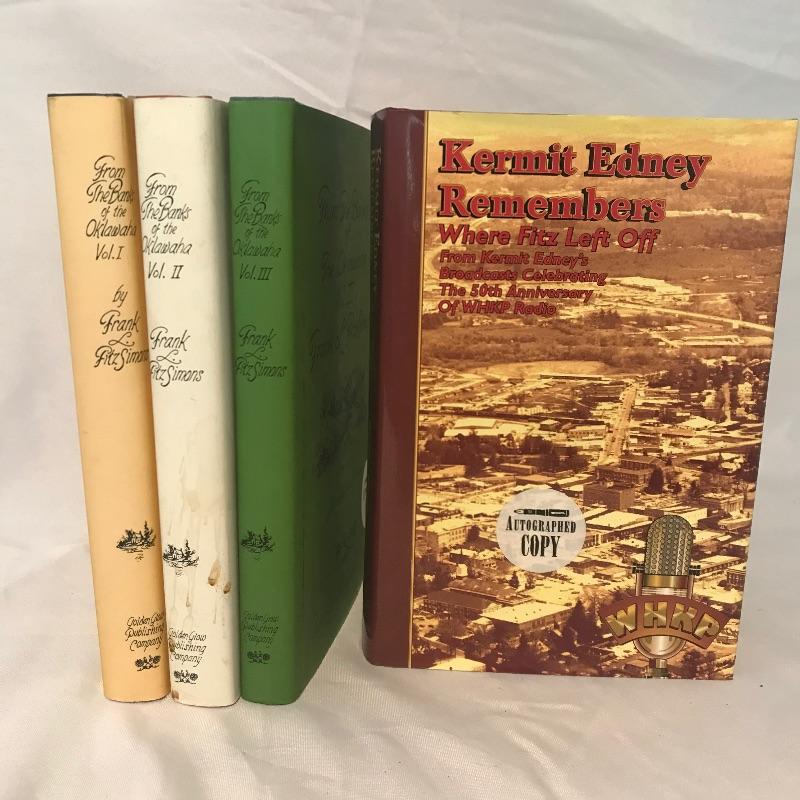 From
The Banks
of the
Oklawaha
Vol. I
by
Frank
L
FitzSimons
Golden Glow
Publishing
Company
From
The Banks
of the
Oklawaha
Vol. II
Frank
L
FitzSimons
Golden Glow
Publishing
Company
From
The Banks
of the
Oklawaha
Vol. III
Frank
L
FitzSimons
Golden Glow
Publishing
Company
Kermit Edney
Remembers
Where Fitz Left Off
From Kermit Edney's
Broadcasts Celebrating
The 50th Anniversary
Of WHKP Radio
AUTOGRAPHED
COPY
WHKP